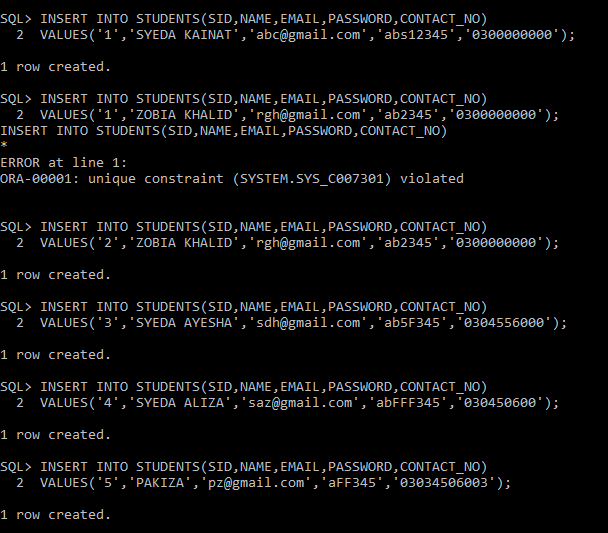 SQL> INSERT INTO STUDENTS(SID,NAME,EMAIL,PASSWORD,CONTACT_NO)
  2  VALUES('1','SYEDA KAINAT','abc@gmail.com','abs12345','0300000000');
1 row created.
SQL> INSERT INTO STUDENTS(SID,NAME,EMAIL,PASSWORD,CONTACT_NO)
  2  VALUES('1','ZOBIA KHALID','rgh@gmail.com','ab2345','0300000000');
INSERT INTO STUDENTS(SID,NAME,EMAIL,PASSWORD,CONTACT_NO)
*
ERROR at line 1:
ORA-00001: unique constraint (SYSTEM.SYS_C007301) violated
SQL> INSERT INTO STUDENTS(SID,NAME,EMAIL,PASSWORD,CONTACT_NO)
  2  VALUES('2','ZOBIA KHALID','rgh@gmail.com','ab2345','0300000000');
1 row created.
SQL> INSERT INTO STUDENTS(SID,NAME,EMAIL,PASSWORD,CONTACT_NO)
  2  VALUES('3','SYEDA AYESHA','sdh@gmail.com','ab5F345','0304556000');
1 row created.
SQL> INSERT INTO STUDENTS(SID,NAME,EMAIL,PASSWORD,CONTACT_NO)
  2  VALUES('4','SYEDA ALIZA','saz@gmail.com','abFFF345','030450600');
1 row created.
SQL> INSERT INTO STUDENTS(SID,NAME,EMAIL,PASSWORD,CONTACT_NO)
  2  VALUES('5','PAKIZA','pz@gmail.com','aFF345','03034506003');
1 row created.